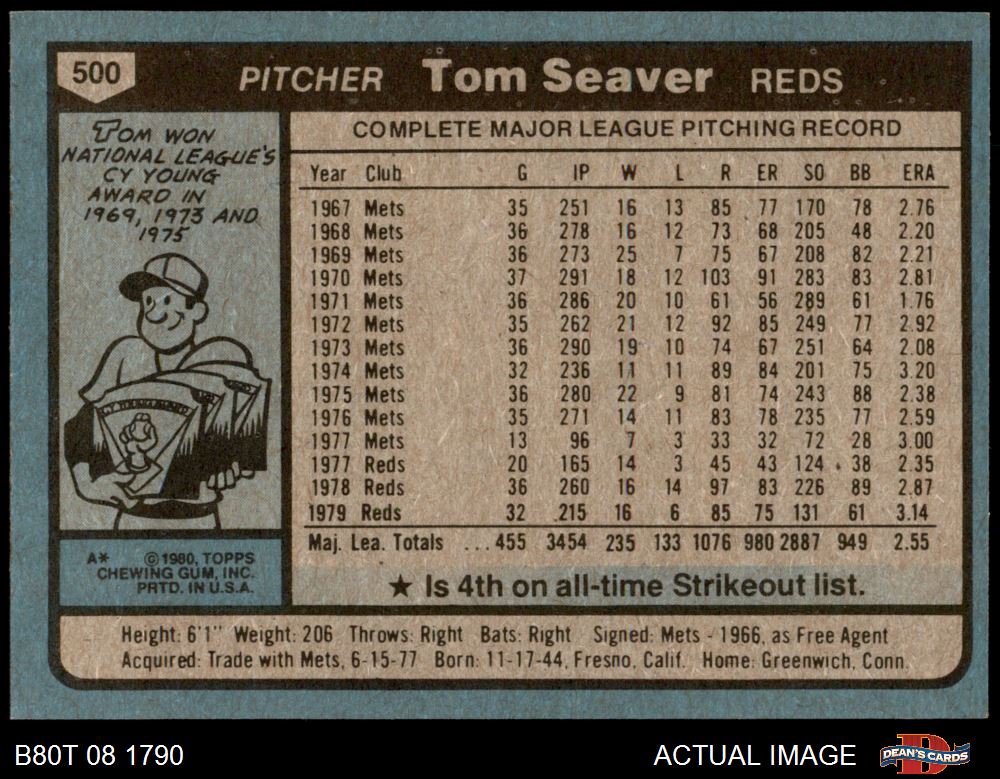 500 PITCHER Tom Seaver REDS
TOM WON
NATIONAL LEAGUE'S
CY YOUNG
AWARD IN
1969, 1973 AND
1975
CY YOUNG AWARD
A* ©1980, TOPPS
CHEWING GUM, INC.
PRTD. IN U.S.A.
COMPLETE MAJOR LEAGUE PITCHING RECORD
Year Club G IP W L R ER SO BB ERA
1967 Mets 35 251 16 13 85 77 170 78 2.76
1968 Mets 36 278 16 12 73 68 205 48 2.20
1969 Mets 36 273 25 7 75 67 208 82 2.21
1970 Mets 37 291 18 12 103 91 283 83 2.81
1971 Mets 36 286 20 10 61 56 289 61 1.76
1972 Mets 35 262 21 12 92 85 249 77 2.92
1973 Mets 36 290 19 10 74 67 251 64 2.08
1974 Mets 32 236 11 11 89 84 201 75 3.20
1975 Mets 36 280 22 9 81 74 243 88 2.38
1976 Mets 35 271 14 11 83 78 235 77 2.59
1977 Mets 13 96 7 3 33 32 72 28 3.00
1977 Reds 20 165 14 3 45 43 124 38 2.35
1978 Reds 36 260 16 14 97 83 226 89 2.87
1979 Reds 32 215 16 6 85 75 131 61 3.14
Maj. Lea. Totals ...455 3454 235 133 1076 980 2887 949 2.55
★ Is 4th on all-time Strikeout list.
Height: 6'1" Weight: 206 Throws: Right Bats: Right Signed: Mets - 1966, as Free Agent
Acquired: Trade with Mets, 6-15-77 Born: 11-17-44, Fresno, Calif. Home: Greenwich, Conn.
B80T 08 1790 ACTUAL IMAGE DEAN'S CARDS